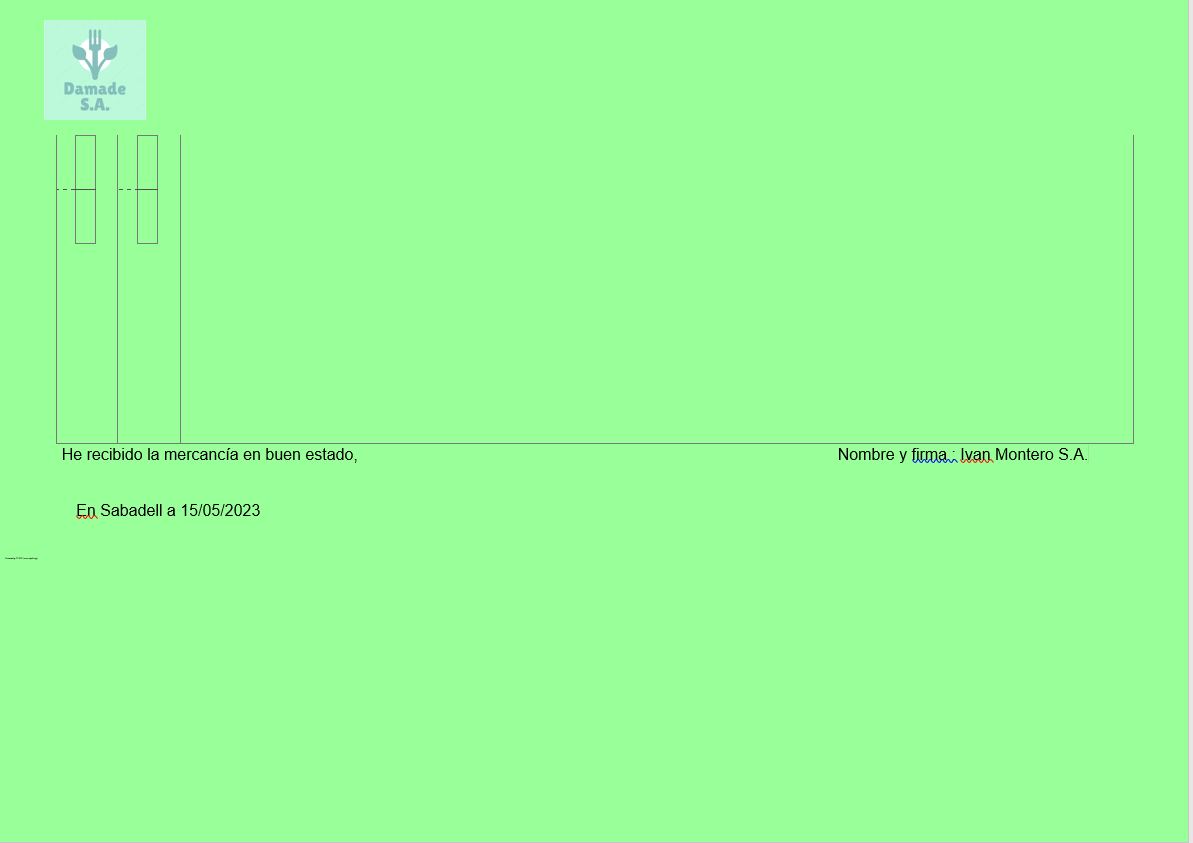 Damade
S.A.
He recibido la mercancía en buen estado,
Nombre y firma : Ivan Montero S.A.
En Sabadell a 15/05/2023